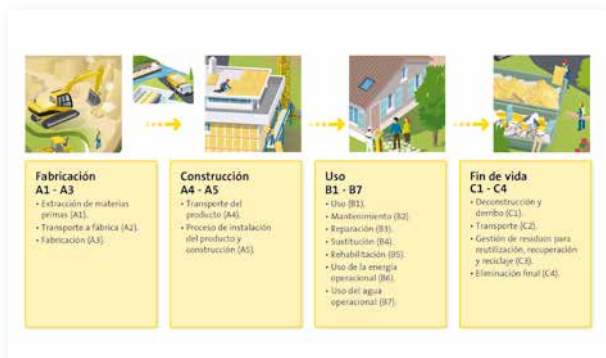 Fabricación
A1 - A3
• Extracción de materias
primas (A1).
• Transporte a fábrica (A2).
• Fabricación (A3).
Construcción
A4 - A5
• Transporte del
producto (A4).
• Proceso de instalación
del producto y
construcción (A5).
Uso
B1 - B7
• Uso (B1).
• Mantenimiento (B2).
• Reparación (B3).
• Sustitución (B4).
• Rehabilitación (B5).
• Uso de la energía
operacional (B6).
• Uso del agua
operacional (B7).
Fin de vida
C1 - C4
• Deconstrucción y
derribo (C1).
• Transporte (C2).
• Gestión de residuos para
reutilización, recuperación
y reciclaje (C3).
• Eliminación final (C4).